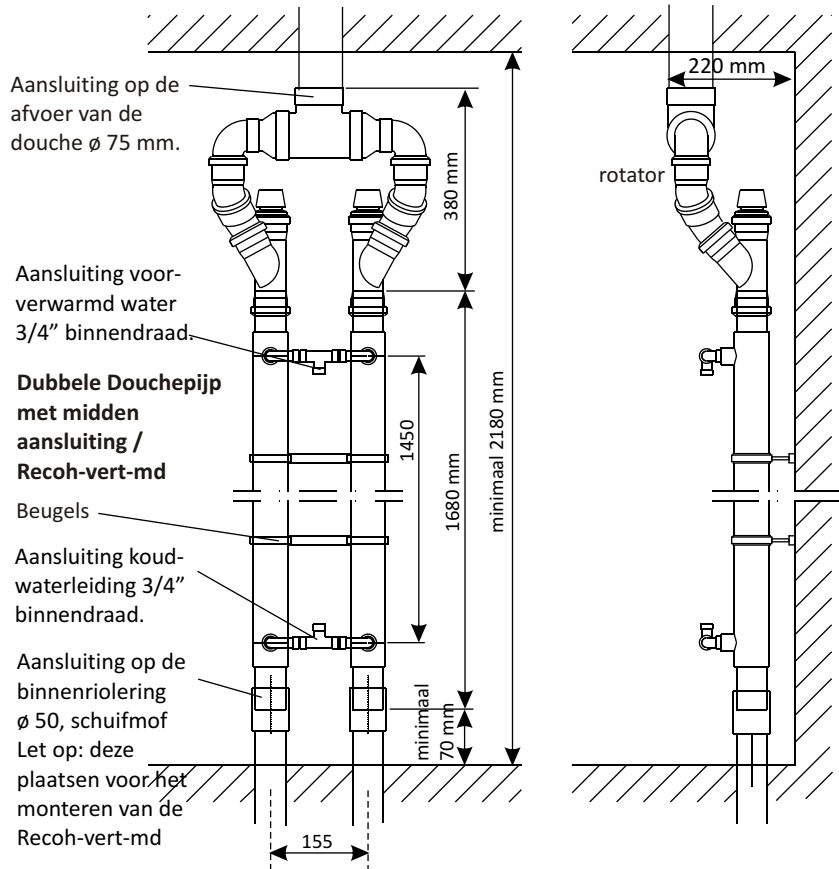 Aansluiting op de
afvoer van de
douche ø 75 mm.
Aansluiting voor-
verwarmd water
3/4” binnendraad.
Dubbele Douchepijp
met midden
aansluiting /
Recoh-vert-md
Beugels
Aansluiting koud-
waterleiding 3/4”
binnendraad.
Aansluiting op de
binnenriolering
ø 50, schuifmof
Let op: deze
plaatsen voor het
monteren van de
Recoh-vert-md
155
1450
380 mm
1680 mm
minimaal
70 mm
minimaal 2180 mm
220 mm
rotator